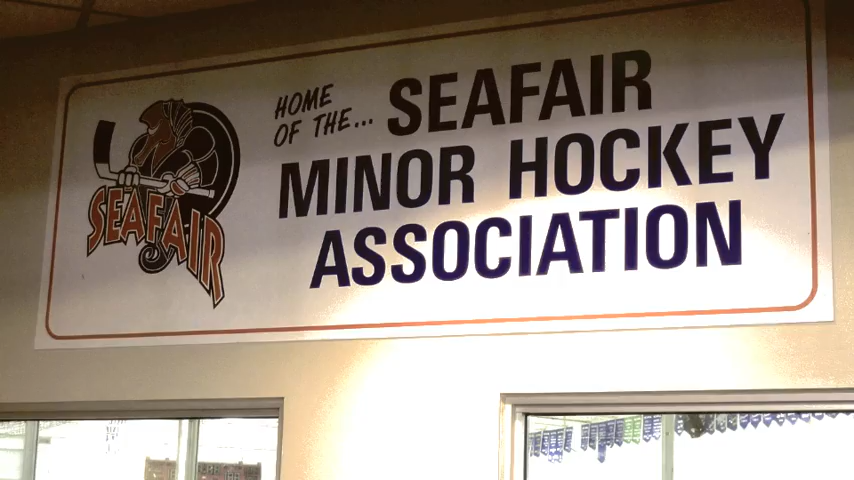 HOME
OF THE... SEAFAIR
MINOR HOCKEY
ASSOCIATION
SEAFAIR